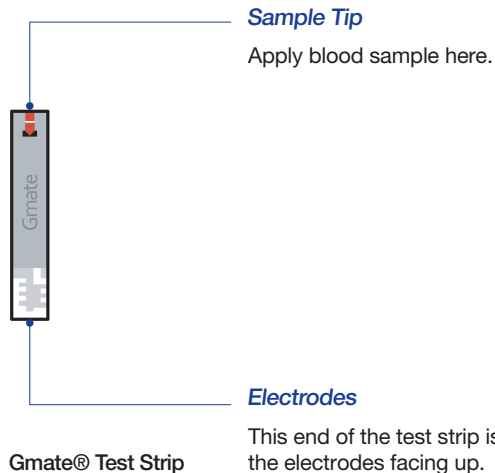 Sample Tip
Apply blood sample here.
Gmate
Electrodes
This end of the test strip is
the electrodes facing up.
Gmate® Test Strip